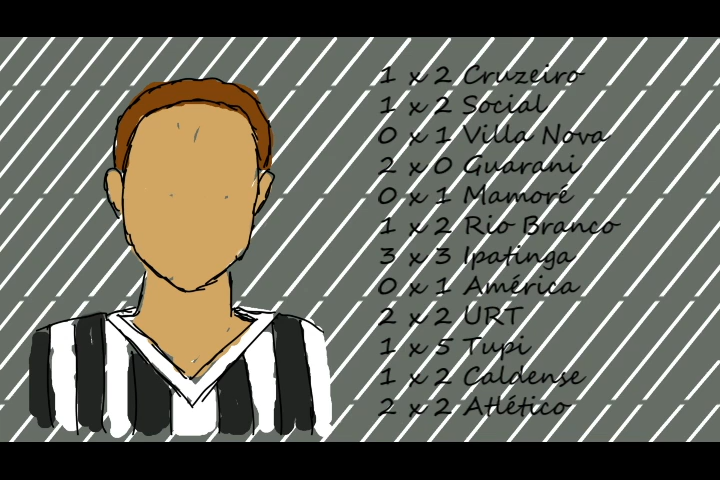 1 x 2 Cruzeiro
1 x 2 Social
0 x 1 Villa Nova
2 x 0 Guarani
0 x 1 Mamoré
1 x 2 Rio Branco
3 x 3 Ipatinga
0 x 1 América
2 x 2 URT
1 x 5 Tupi
1 x 2 Caldense
2 x 2 Atlético